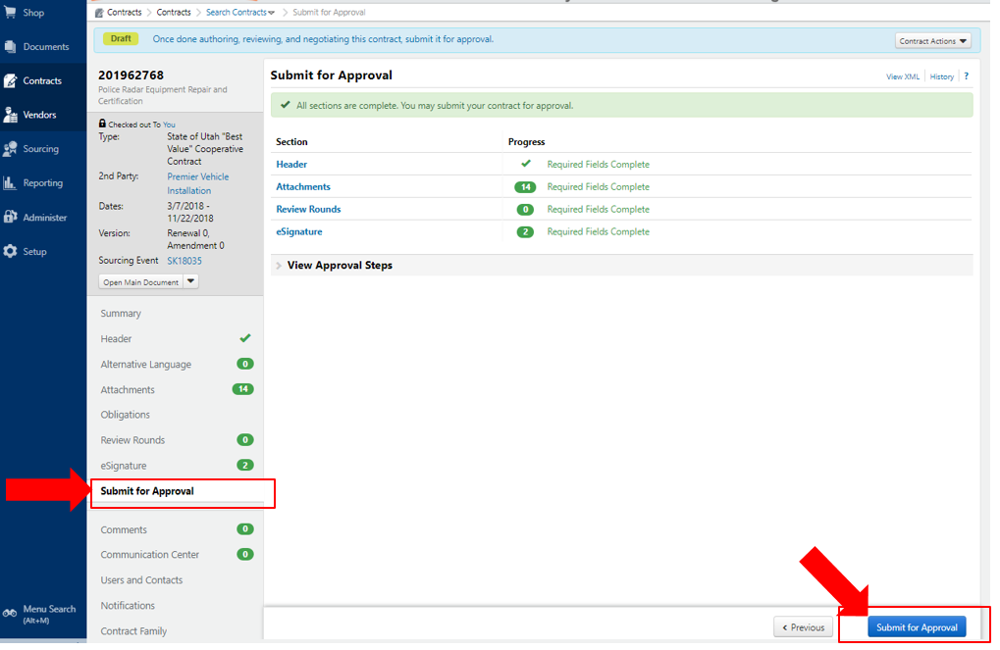 Shop
Documents
Contracts
Vendors
Sourcing
Reporting
Administer
Setup
Menu Search
(Alt+M)
Contracts > Contracts > Search Contracts > Submit for Approval
Draft Once done authoring, reviewing, and negotiating this contract, submit it for approval. Contract Actions
201962768
Police Radar Equipment Repair and
Certification
Checked out To You
Type: State of Utah "Best
Value" Cooperative
Contract
2nd Party: Premier Vehicle
Installation
Dates: 3/7/2018 -
11/22/2018
Version: Renewal 0,
Amendment 0
Sourcing Event SK18035
Open Main Document
Summary
Header
Alternative Language 0
Attachments 14
Obligations
Review Rounds 0
eSignature 2
Submit for Approval
Comments 0
Communication Center 0
Users and Contacts
Notifications
Contract Family
Submit for Approval View XML History ?
All sections are complete. You may submit your contract for approval.
Section Progress
Header Required Fields Complete
Attachments 14 Required Fields Complete
Review Rounds 0 Required Fields Complete
eSignature 2 Required Fields Complete
> View Approval Steps
< Previous Submit for Approval